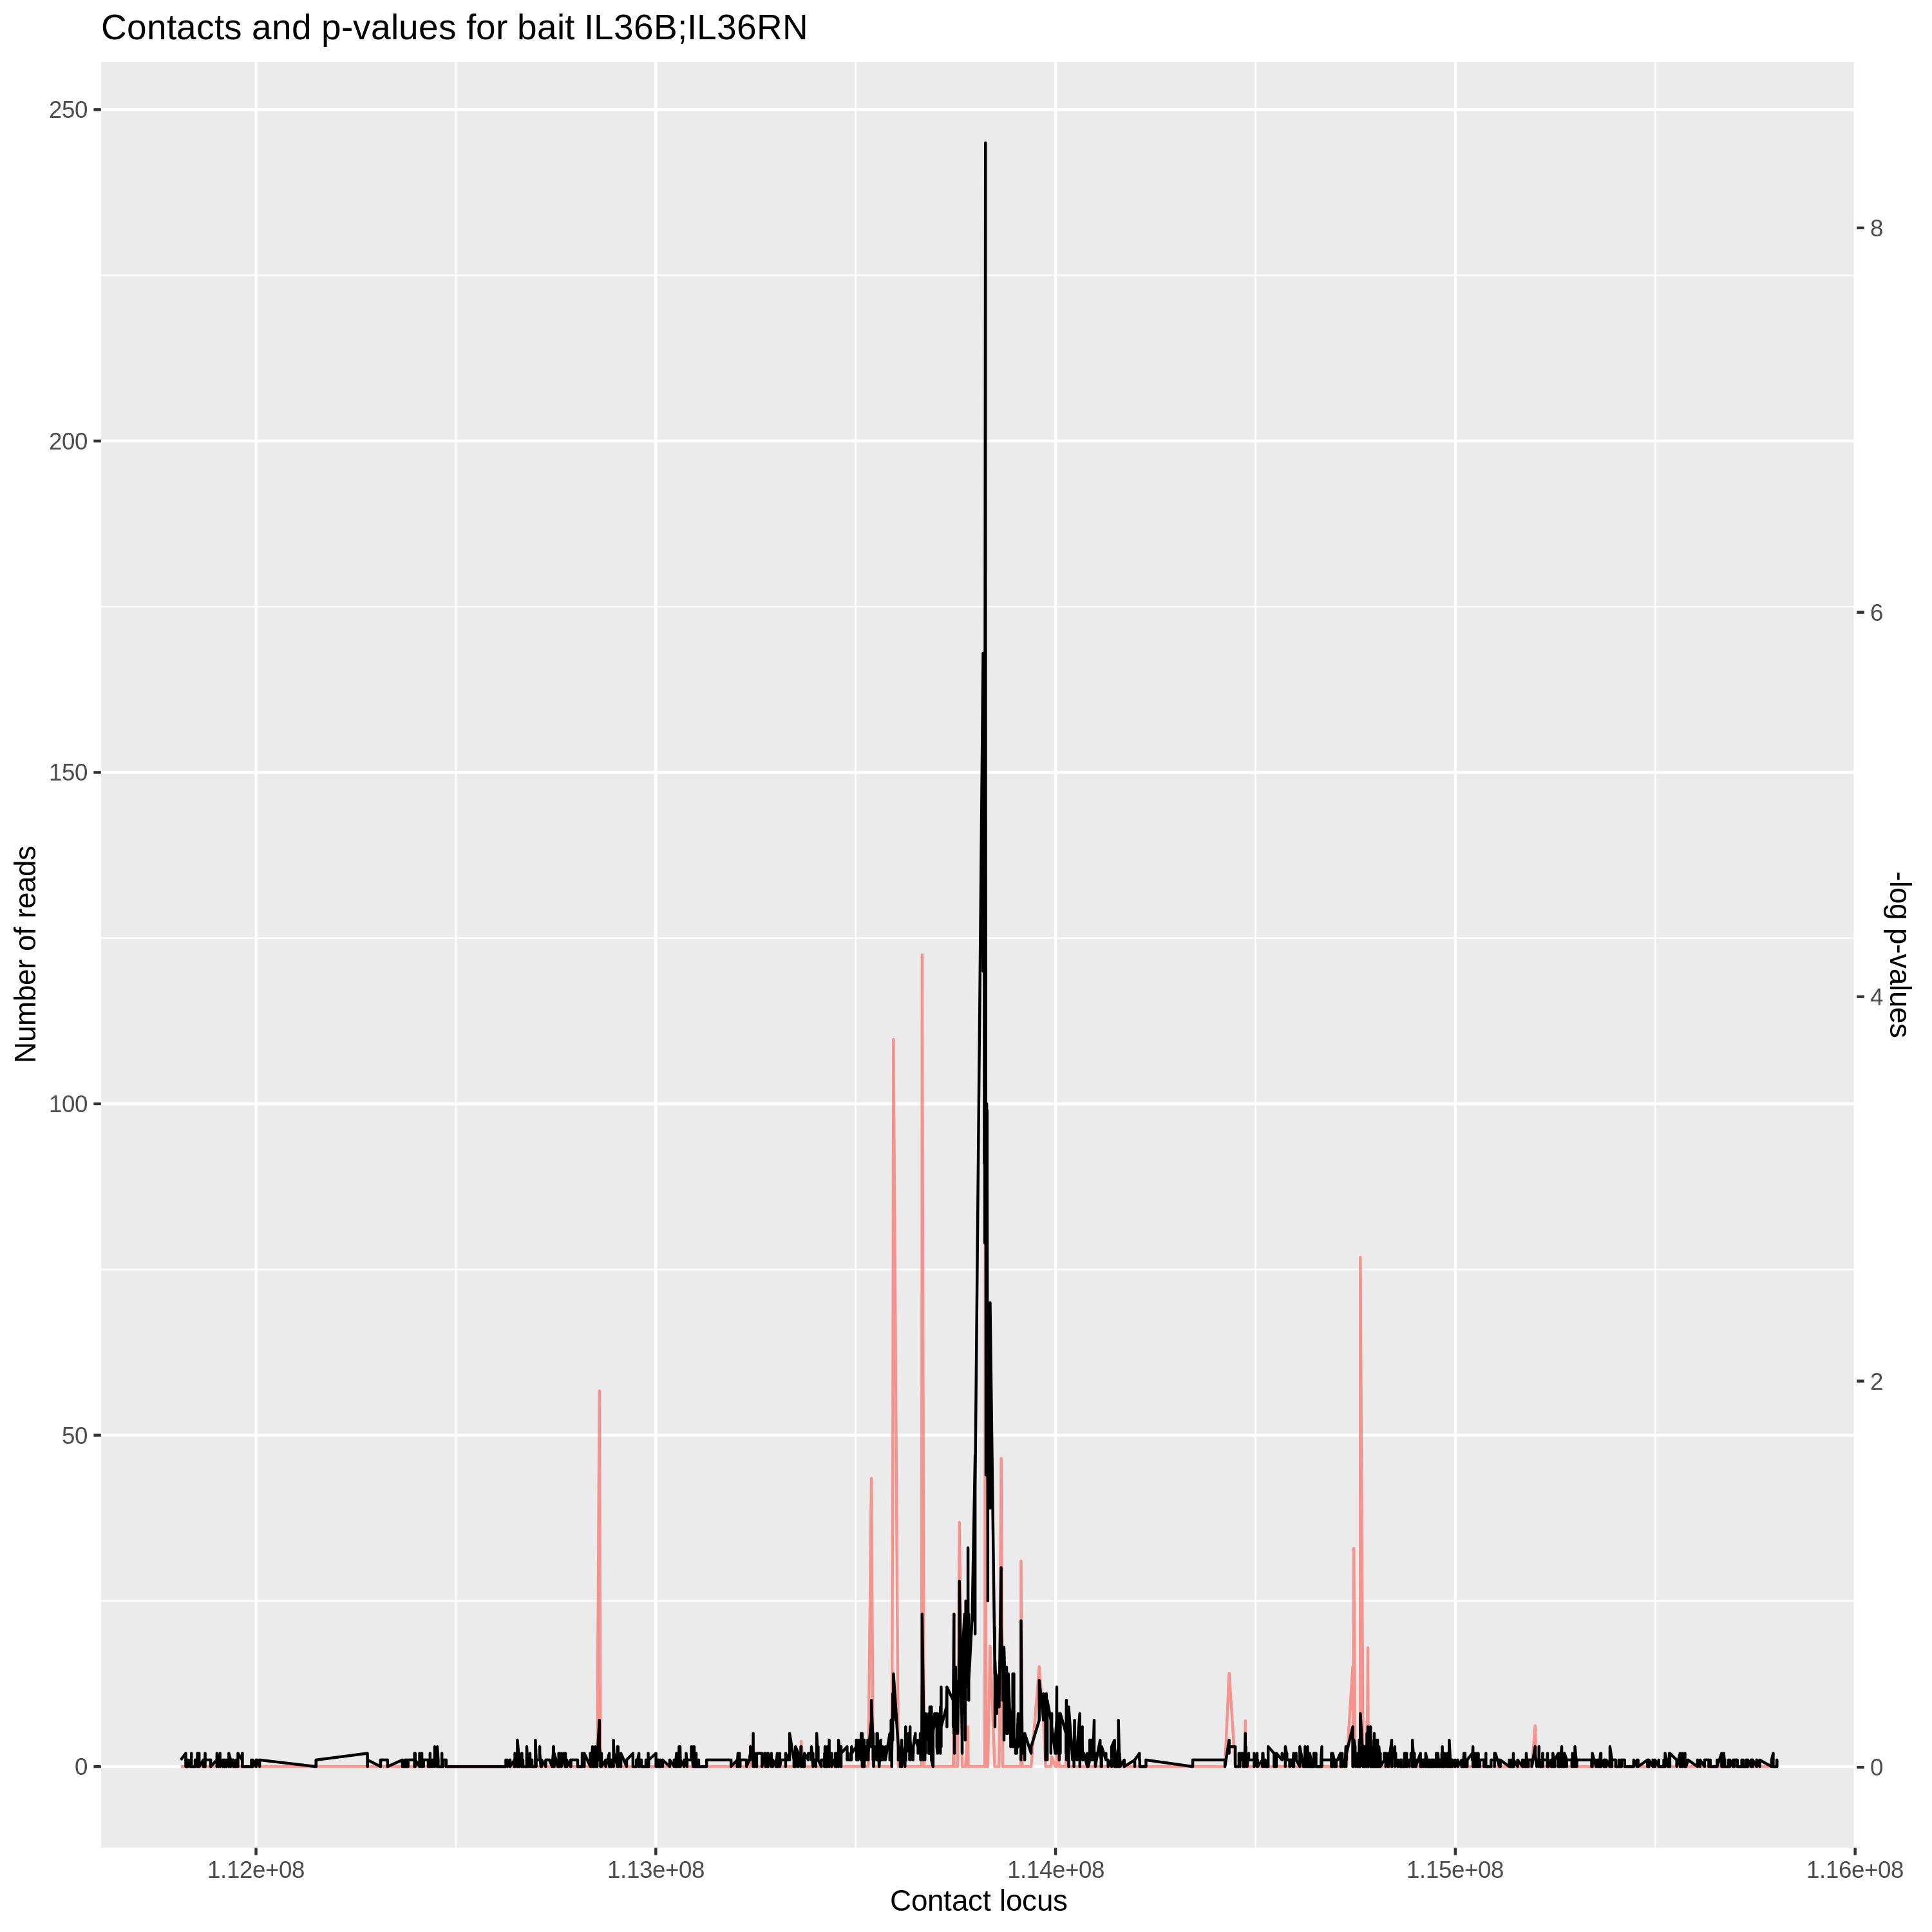 Contacts and p-values for bait IL36B;IL36RN
250
200
150
100
50
0
Number of reads
8
6
4
2
0
-log p-values
1.12e+08
1.13e+08
1.14e+08
1.15e+08
1.16e+08
Contact locus